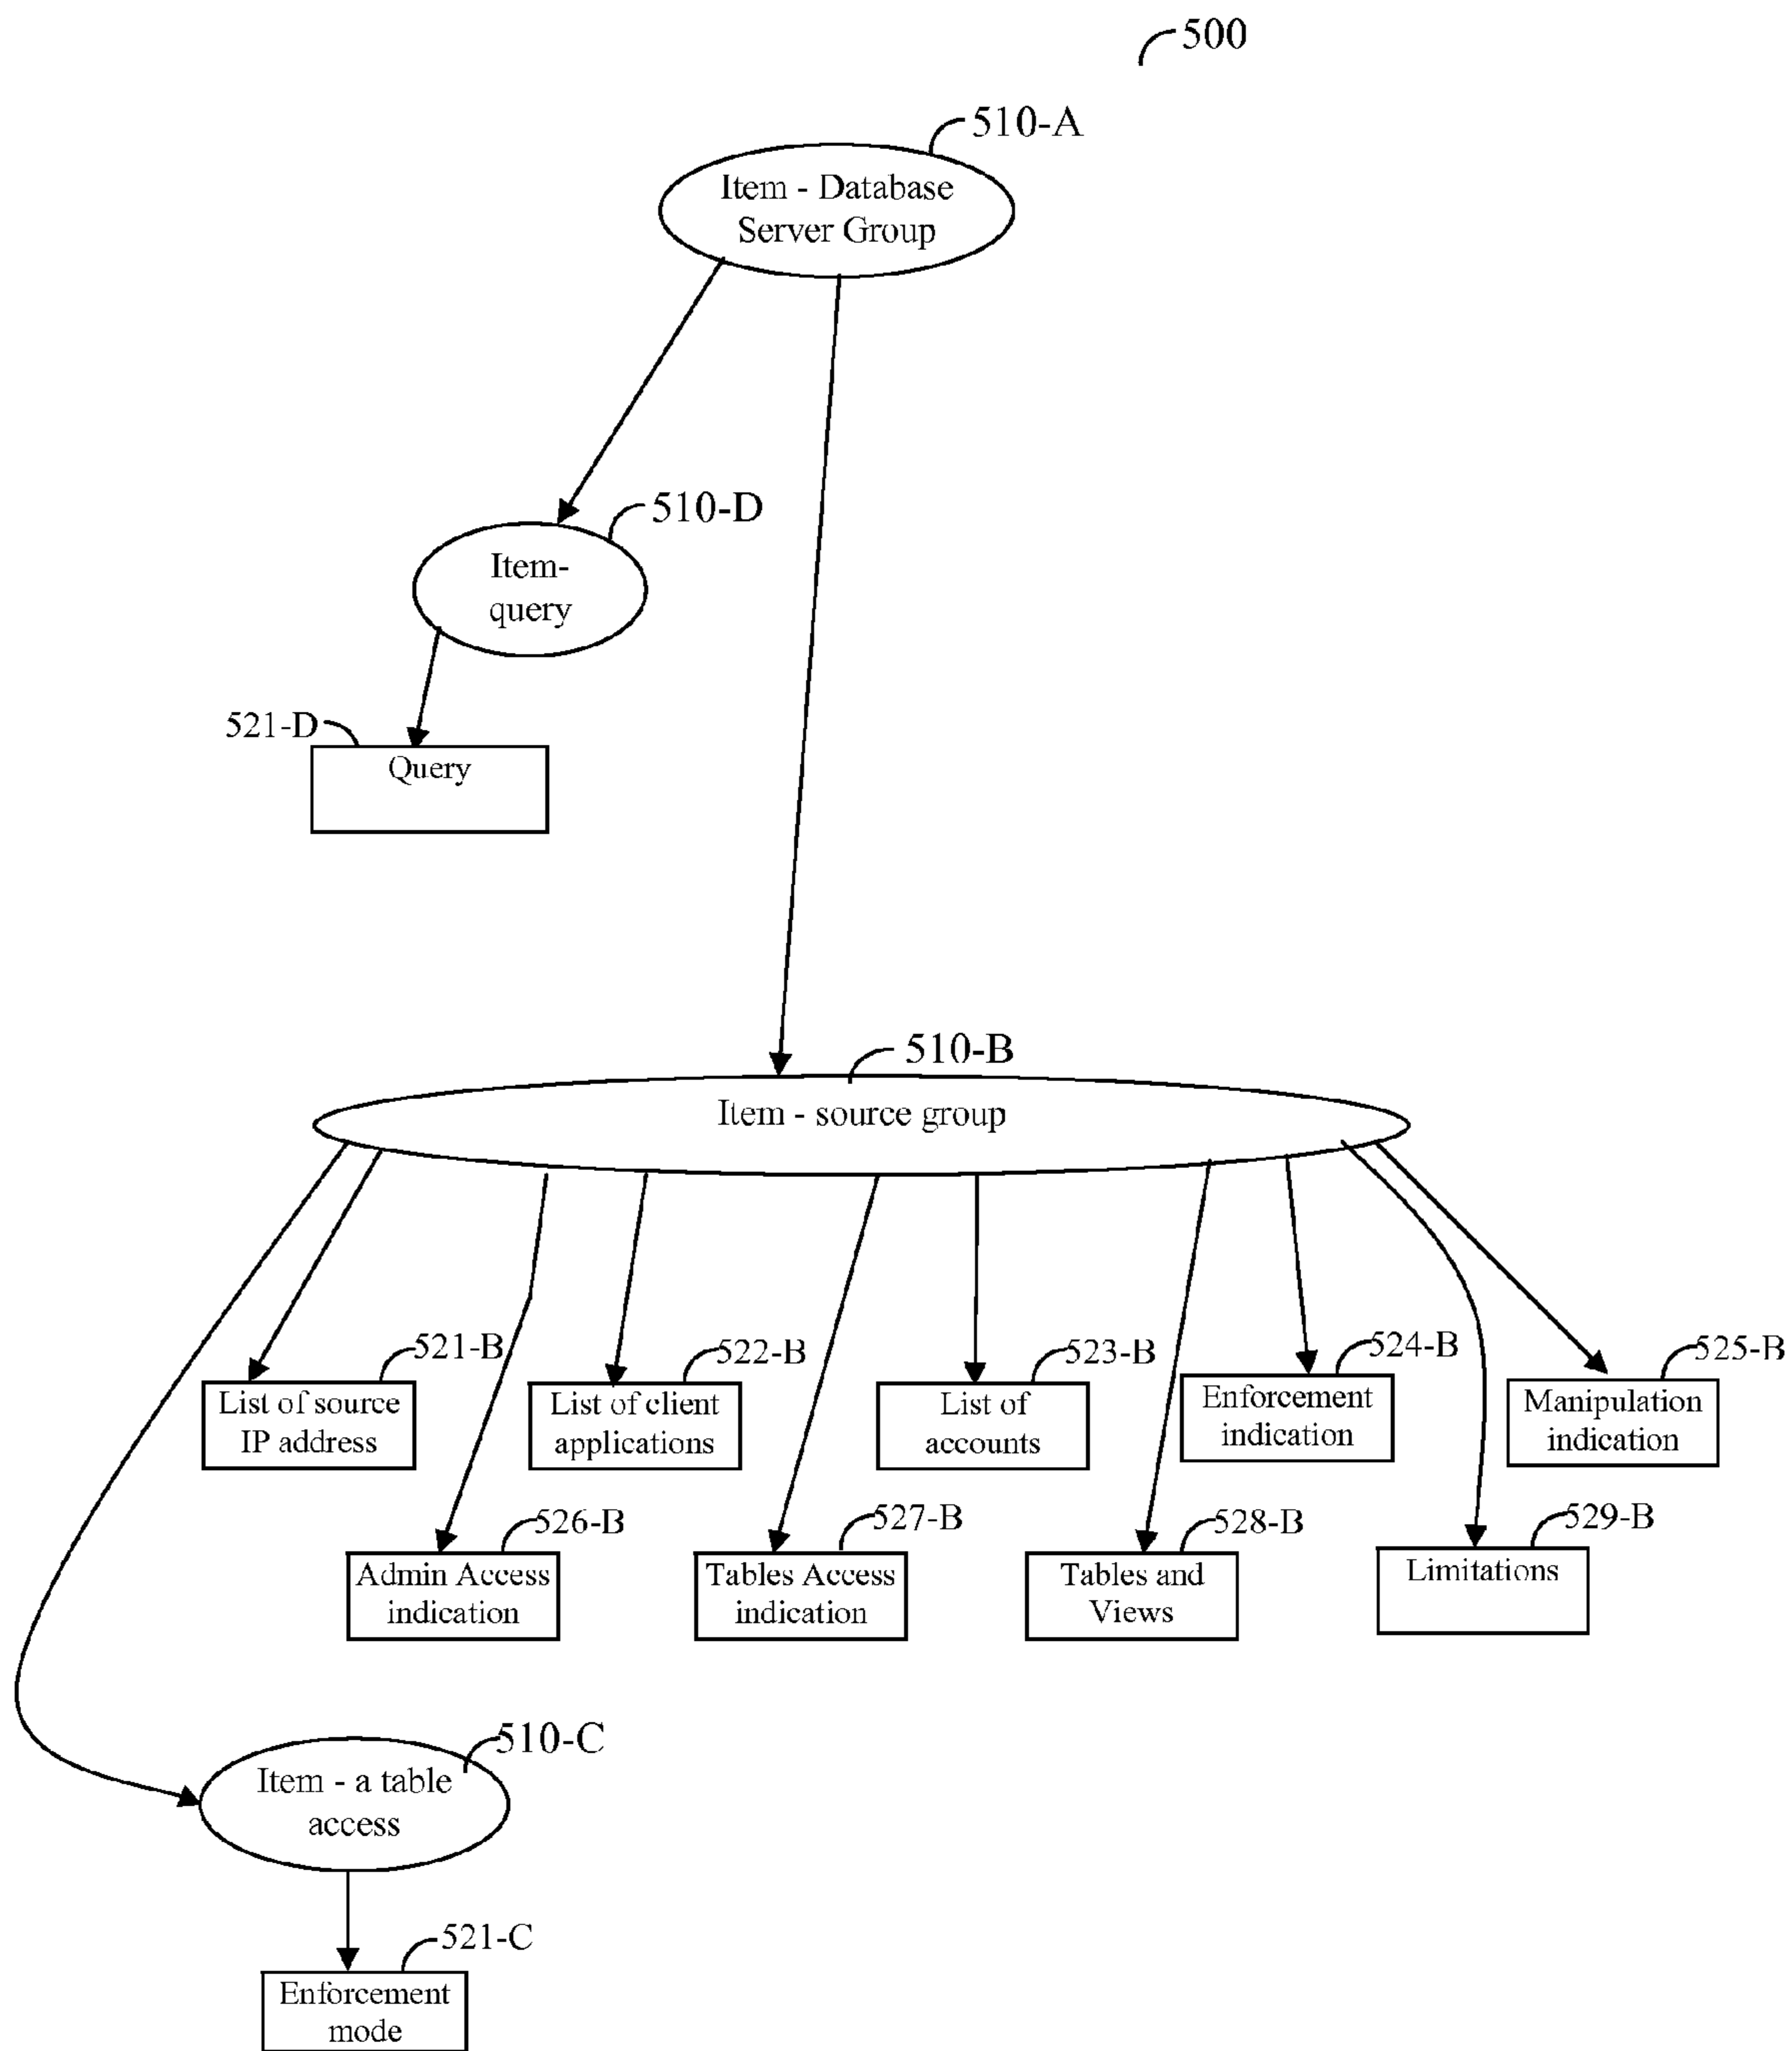 500
510-A
Item - Database
Server Group
510-D
Item-
query
521-D
Query
510-B
Item - source group
521-B
List of source
IP address
522-B
List of client
applications
523-B
List of
accounts
524-B
Enforcement
indication
525-B
Manipulation
indication
526-B
Admin Access
indication
527-B
Tables Access
indication
528-B
Tables and
Views
529-B
Limitations
510-C
Item - a table
access
521-C
Enforcement
mode